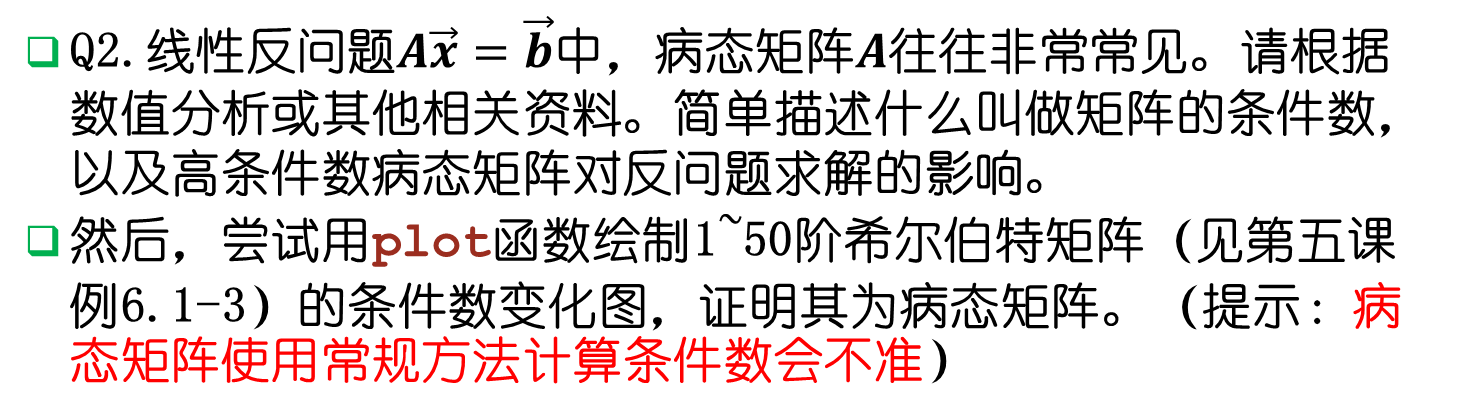 Q2.线性反问题Ax⃗ = b⃗中，病态矩阵A往往非常常见。请根据
数值分析或其他相关资料。简单描述什么叫做矩阵的条件数，
以及高条件数病态矩阵对反问题求解的影响。
然后，尝试用plot函数绘制1~50阶希尔伯特矩阵（见第五课
例6.1-3）的条件数变化图，证明其为病态矩阵。（提示：病
态矩阵使用常规方法计算条件数会不准）